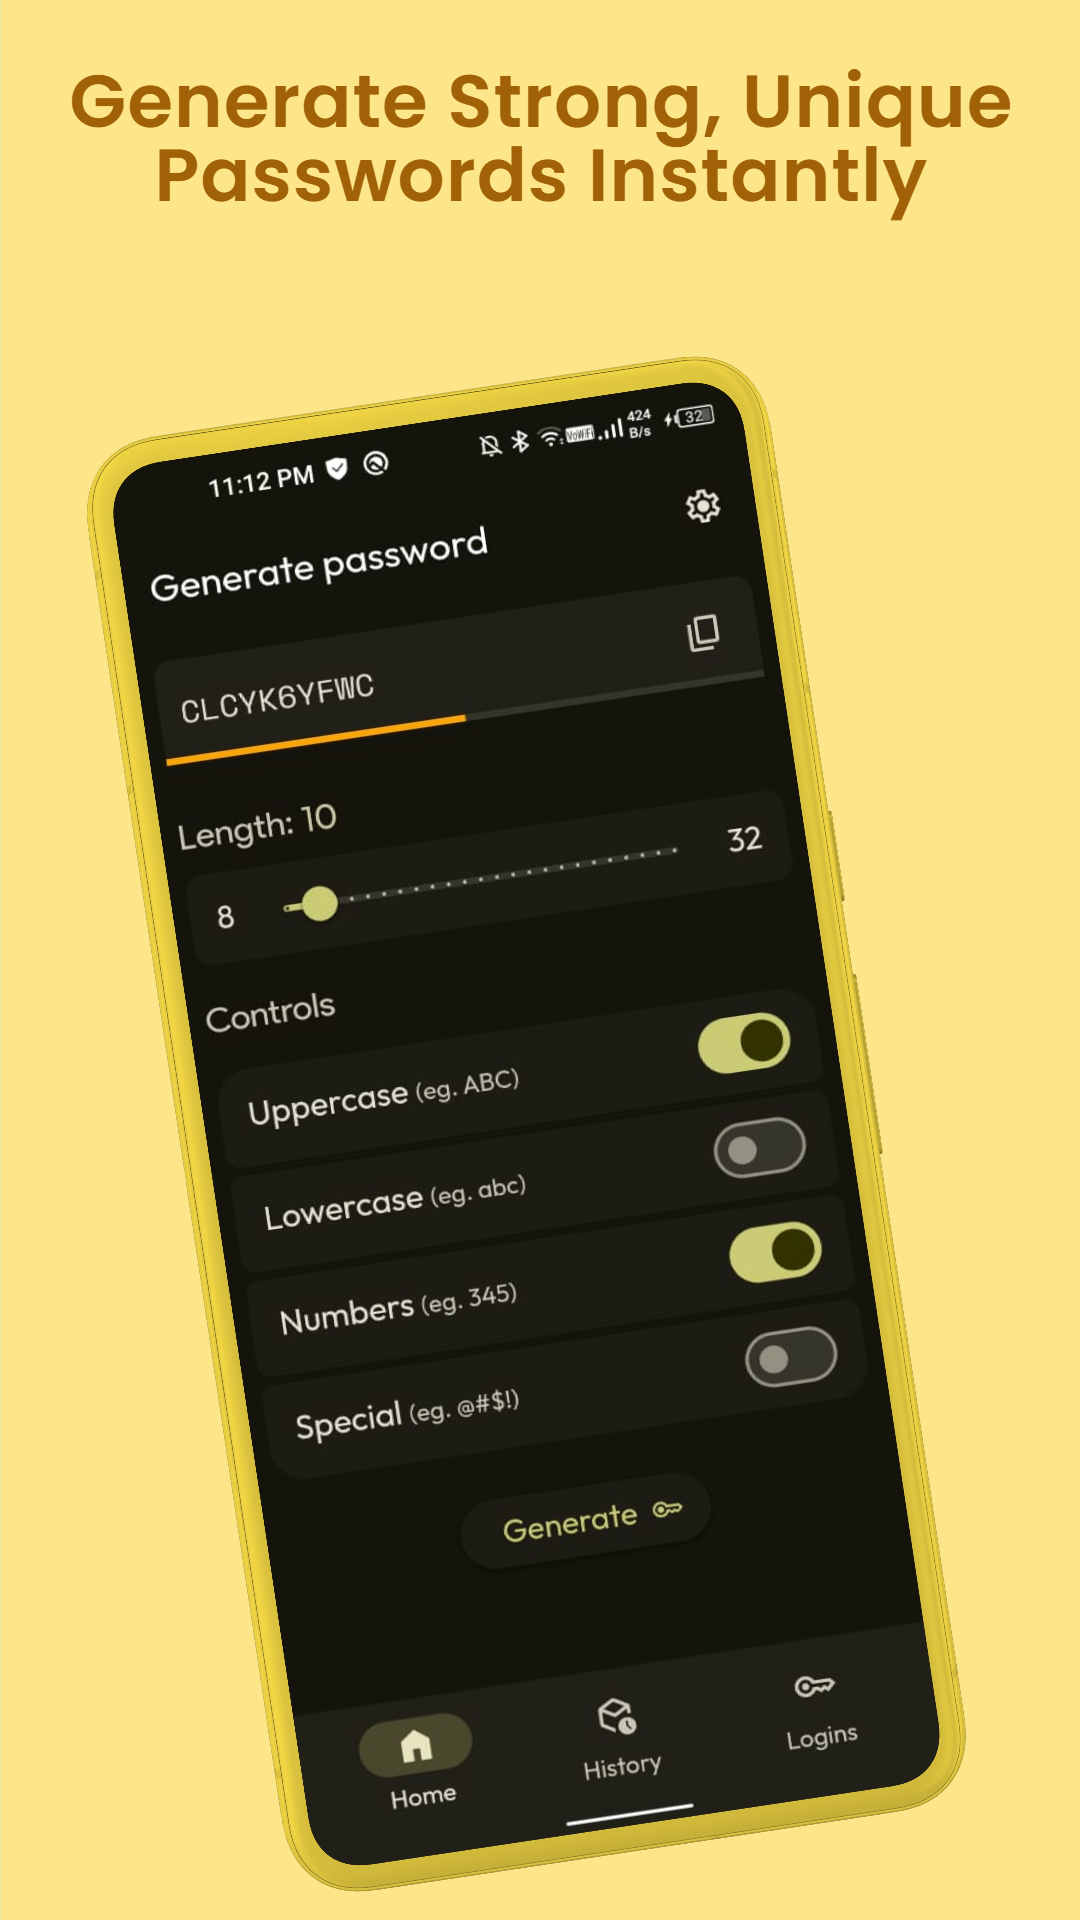 Generate Strong, Unique
Passwords Instantly
11:12 PM
VoWiFi
424
B/s
32
Generate password
CLCYK6YFWC
Length: 10
8
32
Controls
Uppercase (eg. ABC)
Lowercase (eg. abc)
Numbers (eg. 345)
Special (eg. @#$!)
Generate
Home
History
Logins